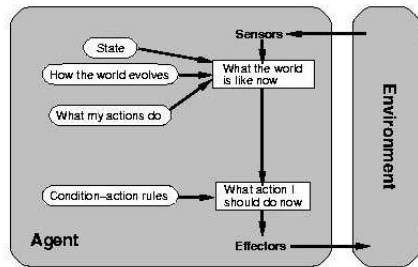 Sensors
State
How the world evolves
What my actions do
What the world
is like now
Condition−action rules
What action I
should do now
Agent
Effectors
Environment